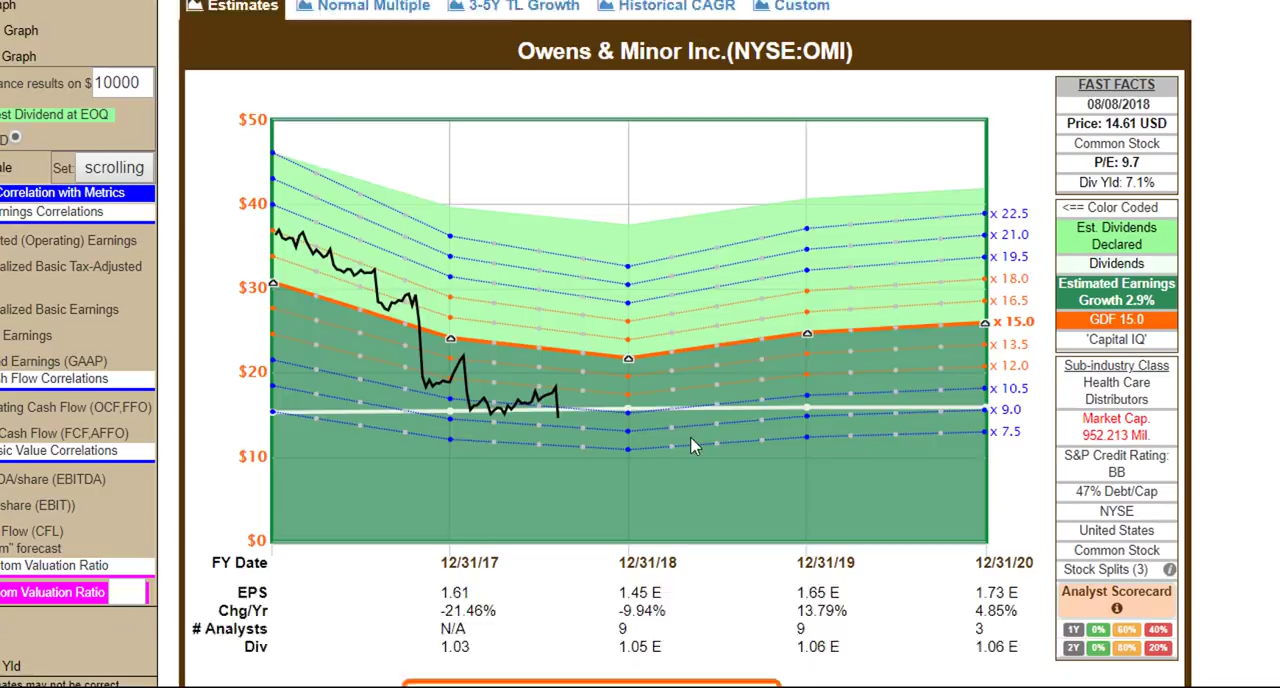 ph
Graph
Graph
ance results on $ 10000
est Dividend at EOQ
D
ale Set: scrolling
Correlation with Metrics
rnings Correlations
ted (Operating) Earnings
alized Basic Tax-Adjusted
alized Basic Earnings
Earnings
d Earnings (GAAP)
h Flow Correlations
ating Cash Flow (OCF,FFO)
Cash Flow (FCF,AFFO)
sic Value Correlations
DA/share (EBITDA)
share (EBIT))
Flow (CFL)
m" forecast
tom Valuation Ratio
om Valuation Ratio
Yld
ates may not be correct
Estimates Normal Multiple 3-5Y TL Growth Historical CAGR Custom
Owens & Minor Inc.(NYSE:OMI)
$50
$40
$30
$20
$10
$0
x 22.5
x 21.0
x 19.5
x 18.0
x 16.5
x 15.0
x 13.5
x 12.0
x 10.5
x 9.0
x 7.5
FY Date 12/31/17 12/31/18 12/31/19 12/31/20
EPS 1.61 1.45 E 1.65 E 1.73 E
Chg/Yr -21.46% -9.94% 13.79% 4.85%
# Analysts N/A 9 9 3
Div 1.03 1.05 E 1.06 E 1.06 E
FAST FACTS
08/08/2018
Price: 14.61 USD
Common Stock
P/E: 9.7
Div Yld: 7.1%
<== Color Coded
Est. Dividends
Declared
Dividends
Estimated Earnings
Growth 2.9%
GDF 15.0
'Capital IQ'
Sub-industry Class
Health Care
Distributors
Market Cap.
952.213 Mil.
S&P Credit Rating:
BB
47% Debt/Cap
NYSE
United States
Common Stock
Stock Splits (3) i
Analyst Scorecard
1Y 0% 60% 40%
2Y 0% 80% 20%